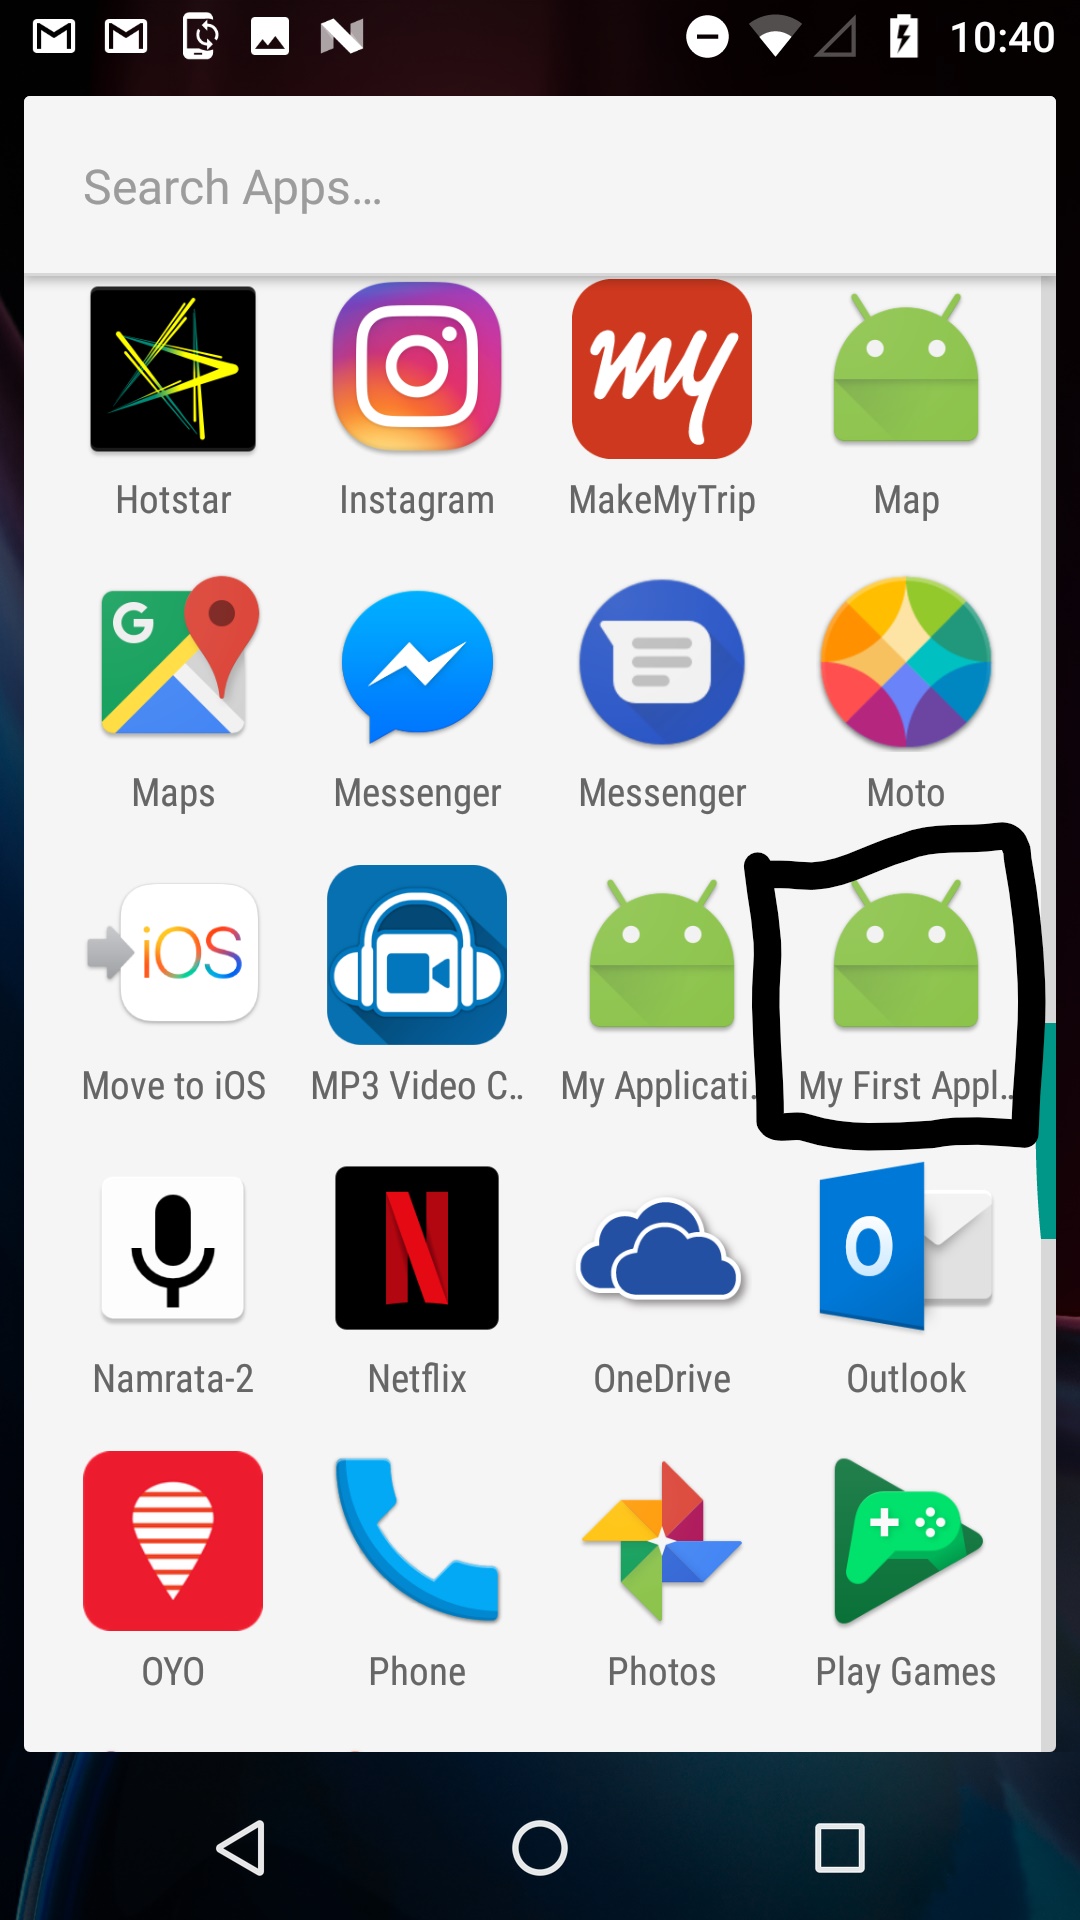 10:40
Search Apps...
my
Hotstar Instagram MakeMyTrip Map
G
Maps Messenger Messenger Moto
iOS
Move to iOS MP3 Video C.. My Applicati. My First Appl..
N O
Namrata-2 Netflix OneDrive Outlook
OYO Phone Photos Play Games